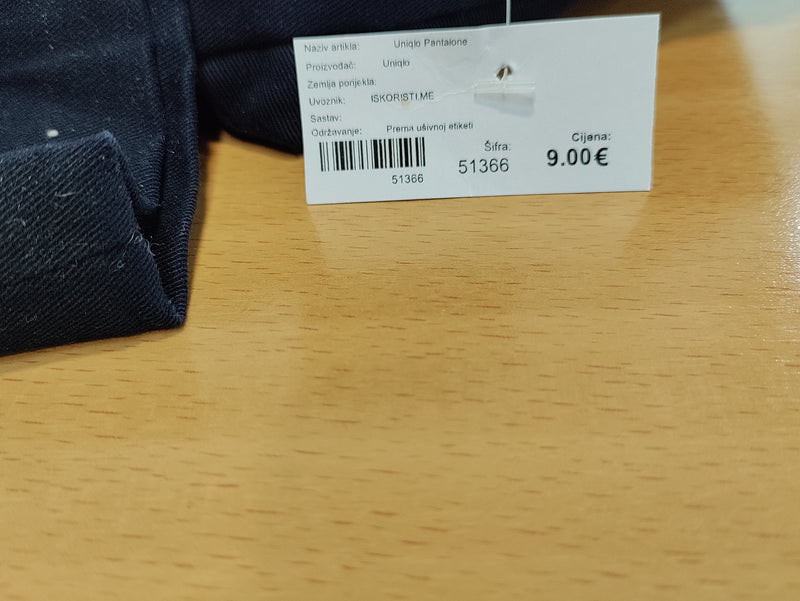 Naziv artikla: Uniqlo Pantalone
Proizvođač: Uniqlo
Zemlja porijekla:
Uvoznik: ISKORISTI.ME
Sastav:
Održavanje: Prema ušivnoj etiketi
51366
Šifra:
51366
Cijena:
9.00€